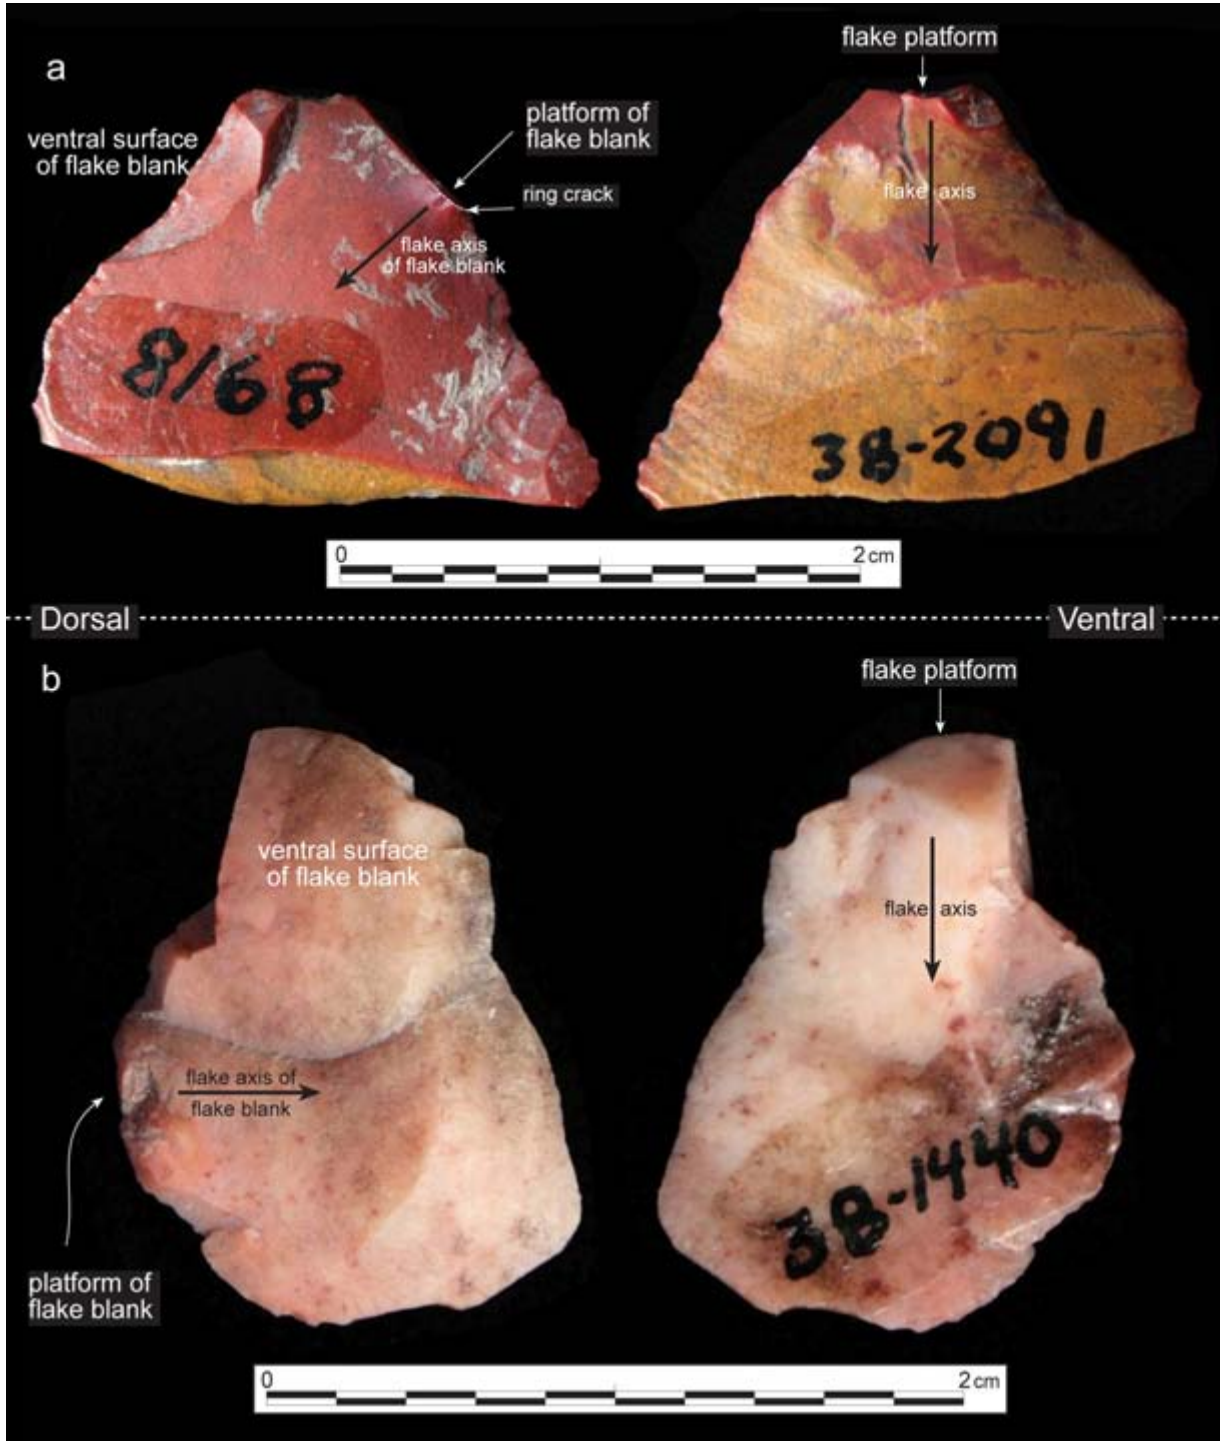 a
flake platform
ventral surface
of flake blank
platform of
flake blank
ring crack
flake axis
of flake blank
flake axis
8168
38-2091
0 2 cm
Dorsal Ventral
b
flake platform
ventral surface
of flake blank
flake axis
flake axis of
flake blank
38-1440
platform of
flake blank
0 2 cm